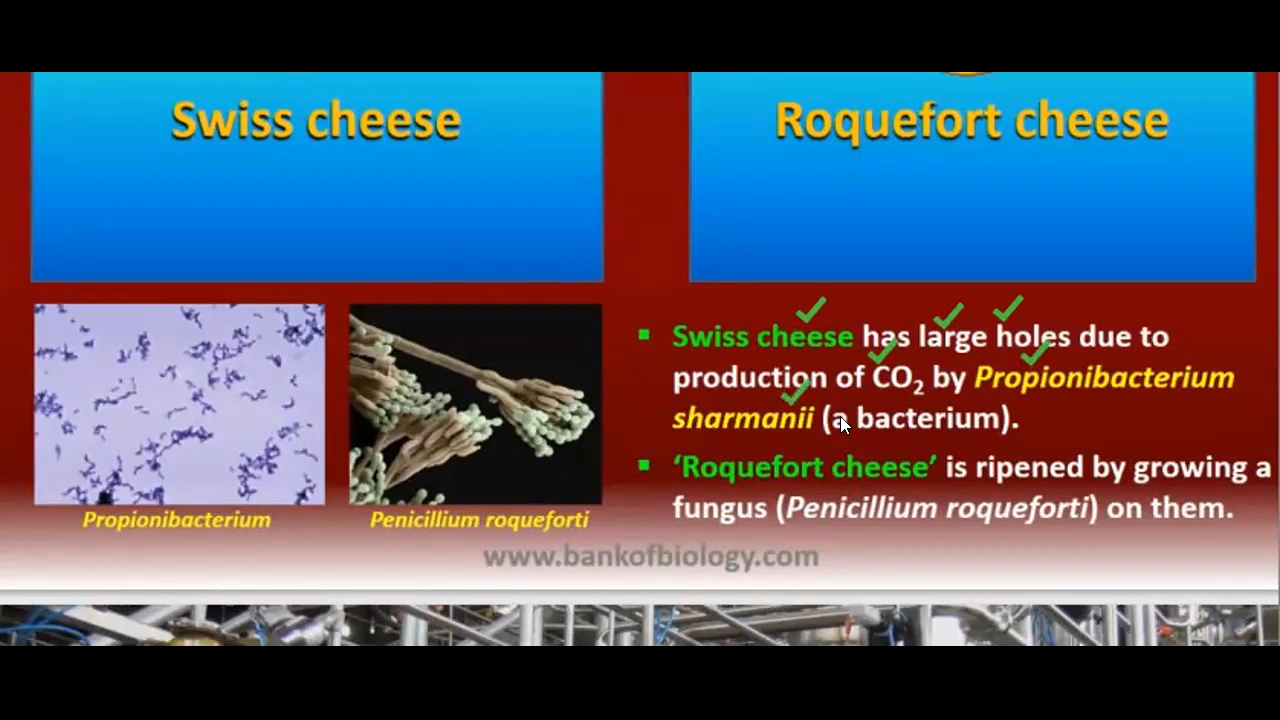 Swiss cheese
Roquefort cheese
▪ Swiss cheese has large holes due to
production of CO₂ by Propionibacterium
sharmanii (a bacterium).
▪ ‘Roquefort cheese’ is ripened by growing a
fungus (Penicillium roqueforti) on them.
Propionibacterium
Penicillium roqueforti
www.bankofbiology.com